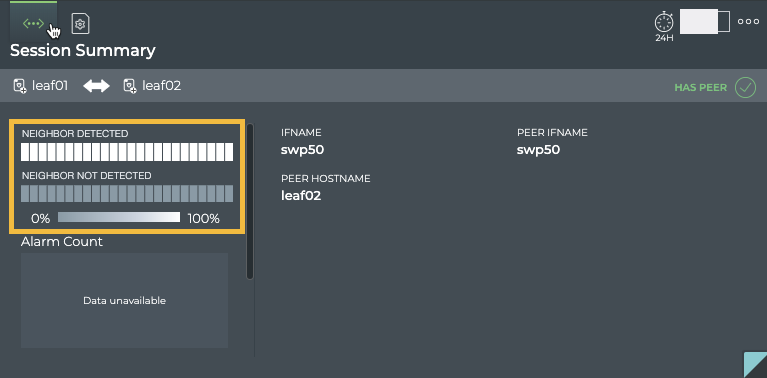 24H
Session Summary
leaf01
leaf02
HAS PEER
NEIGHBOR DETECTED
NEIGHBOR NOT DETECTED
0%
100%
Alarm Count
Data unavailable
IFNAME
swp50
PEER IFNAME
swp50
PEER HOSTNAME
leaf02